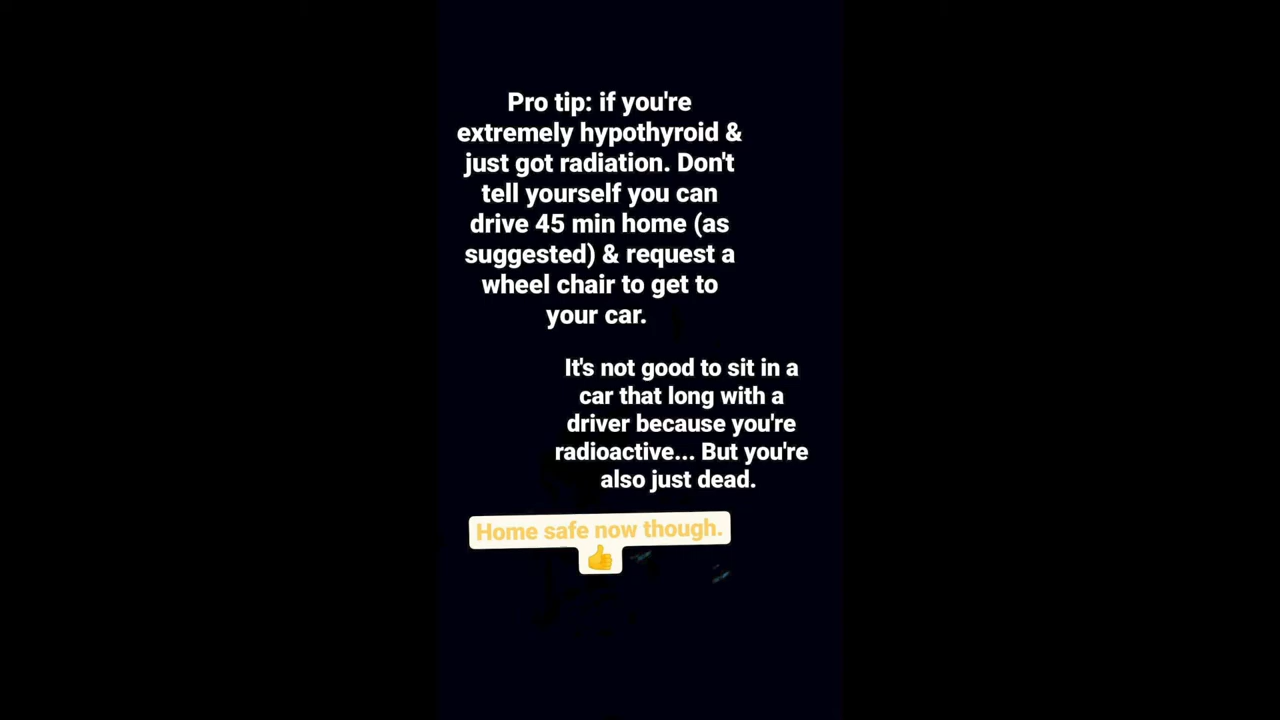 Pro tip: if you're
extremely hypothyroid &
just got radiation. Don't
tell yourself you can
drive 45 min home (as
suggested) & request a
wheel chair to get to
your car.
It's not good to sit in a
car that long with a
driver because you're
radioactive... But you're
also just dead.
Home safe now though.
👍